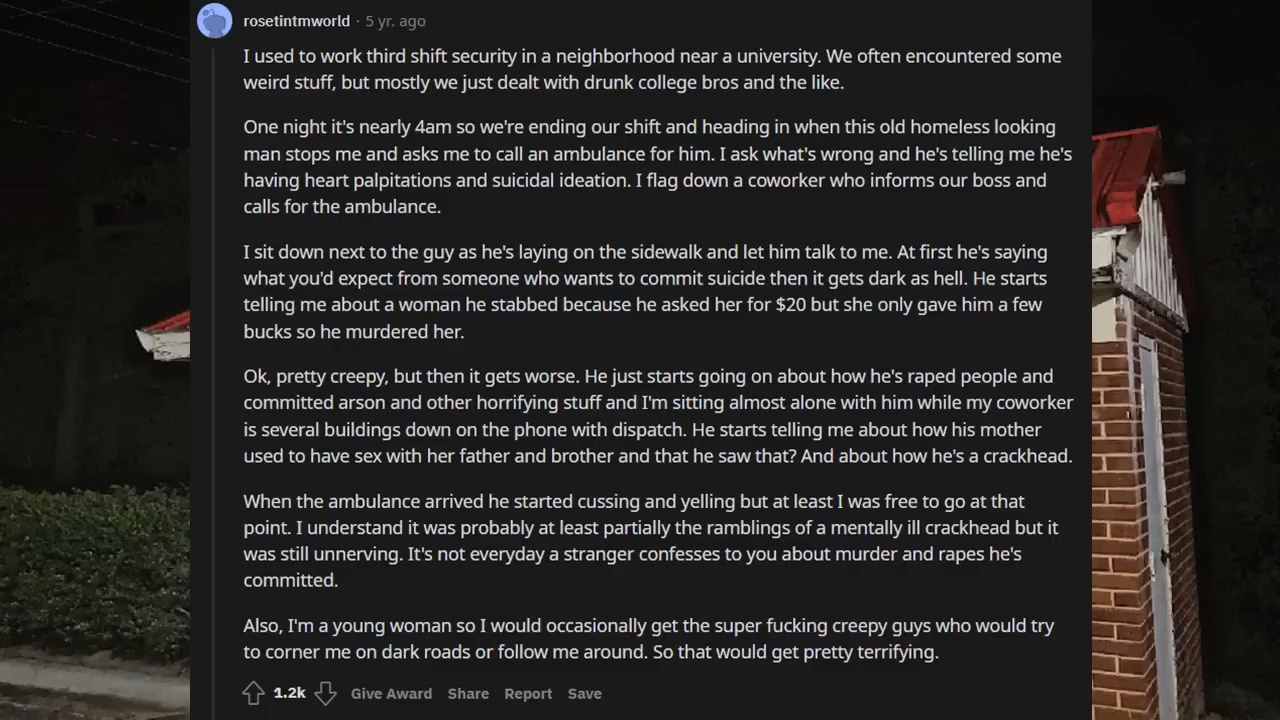 rosetintmworld · 5 yr. ago
I used to work third shift security in a neighborhood near a university. We often encountered some
weird stuff, but mostly we just dealt with drunk college bros and the like.
One night it's nearly 4am so we're ending our shift and heading in when this old homeless looking
man stops me and asks me to call an ambulance for him. I ask what's wrong and he's telling me he's
having heart palpitations and suicidal ideation. I flag down a coworker who informs our boss and
calls for the ambulance.
I sit down next to the guy as he's laying on the sidewalk and let him talk to me. At first he's saying
what you'd expect from someone who wants to commit suicide then it gets dark as hell. He starts
telling me about a woman he stabbed because he asked her for $20 but she only gave him a few
bucks so he murdered her.
Ok, pretty creepy, but then it gets worse. He just starts going on about how he's raped people and
committed arson and other horrifying stuff and I'm sitting almost alone with him while my coworker
is several buildings down on the phone with dispatch. He starts telling me about how his mother
used to have sex with her father and brother and that he saw that? And about how he's a crackhead.
When the ambulance arrived he started cussing and yelling but at least I was free to go at that
point. I understand it was probably at least partially the ramblings of a mentally ill crackhead but it
was still unnerving. It's not everyday a stranger confesses to you about murder and rapes he's
committed.
Also, I'm a young woman so I would occasionally get the super fucking creepy guys who would try
to corner me on dark roads or follow me around. So that would get pretty terrifying.
1.2k Give Award Share Report Save